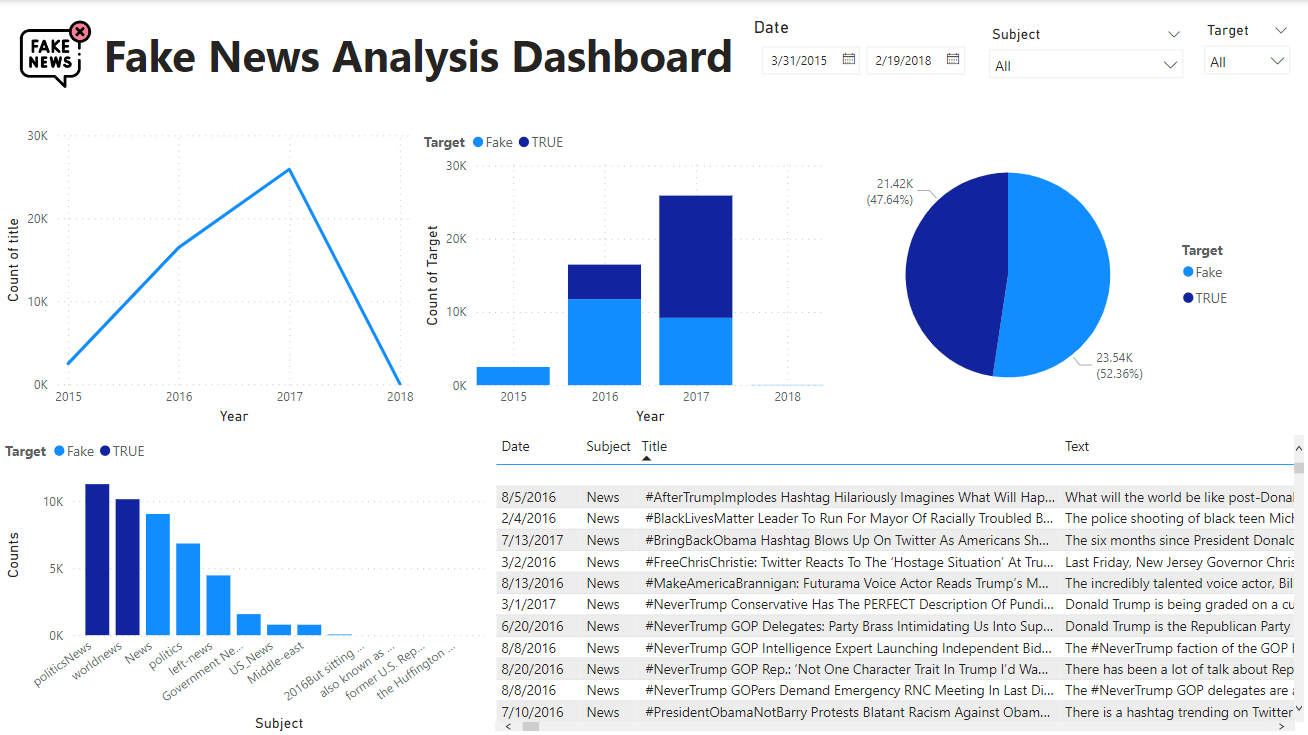 FAKE
NEWS
Fake News Analysis Dashboard
Date
3/31/2015
2/19/2018
Subject
All
Target
All
30K
20K
10K
0K
Count of title
2015 2016 2017 2018
Year
Target Fake TRUE
30K
20K
10K
0K
Count of Target
2015 2016 2017 2018
Year
21.42K
(47.64%)
23.54K
(52.36%)
Target
Fake
TRUE
Target Fake TRUE
10K
5K
0K
Counts
politicsNews
worldnews
News
politics
left-news
Government Ne...
US_News
Middle-east
2016But sitting ...
also known as ...
former U.S. Rep...
the Huffington ...
Subject
Date Subject Title Text
8/5/2016 News #AfterTrumpImplodes Hashtag Hilariously Imagines What Will Hap... What will the world be like post-Donal
2/4/2016 News #BlackLivesMatter Leader To Run For Mayor Of Racially Troubled B... The police shooting of black teen Mich
7/13/2017 News #BringBackObama Hashtag Blows Up On Twitter As Americans Sh... The six months since President Donald
3/2/2016 News #FreeChrisChristie: Twitter Reacts To The ‘Hostage Situation’ At Tru... Last Friday, New Jersey Governor Chris
8/13/2016 News #MakeAmericaBrannigan: Futurama Voice Actor Reads Trump’s M... The incredibly talented voice actor, Bil
3/1/2017 News #NeverTrump Conservative Has The PERFECT Description Of Pundi... Donald Trump is being graded on a cu
6/20/2016 News #NeverTrump GOP Delegates: Party Brass Intimidating Us Into Sup... Donald Trump is the Republican Party
8/8/2016 News #NeverTrump GOP Intelligence Expert Launching Independent Bid... The #NeverTrump faction of the GOP
8/20/2016 News #NeverTrump GOP Rep.: ‘Not One Character Trait In Trump I’d Wa... There has been a lot of talk about Rep
8/8/2016 News #NeverTrump GOPers Demand Emergency RNC Meeting In Last Di... The #NeverTrump GOP delegates are
7/10/2016 News #PresidentObamaNotBarry Protests Blatant Racism Against Obam... There is a hashtag trending on Twitter